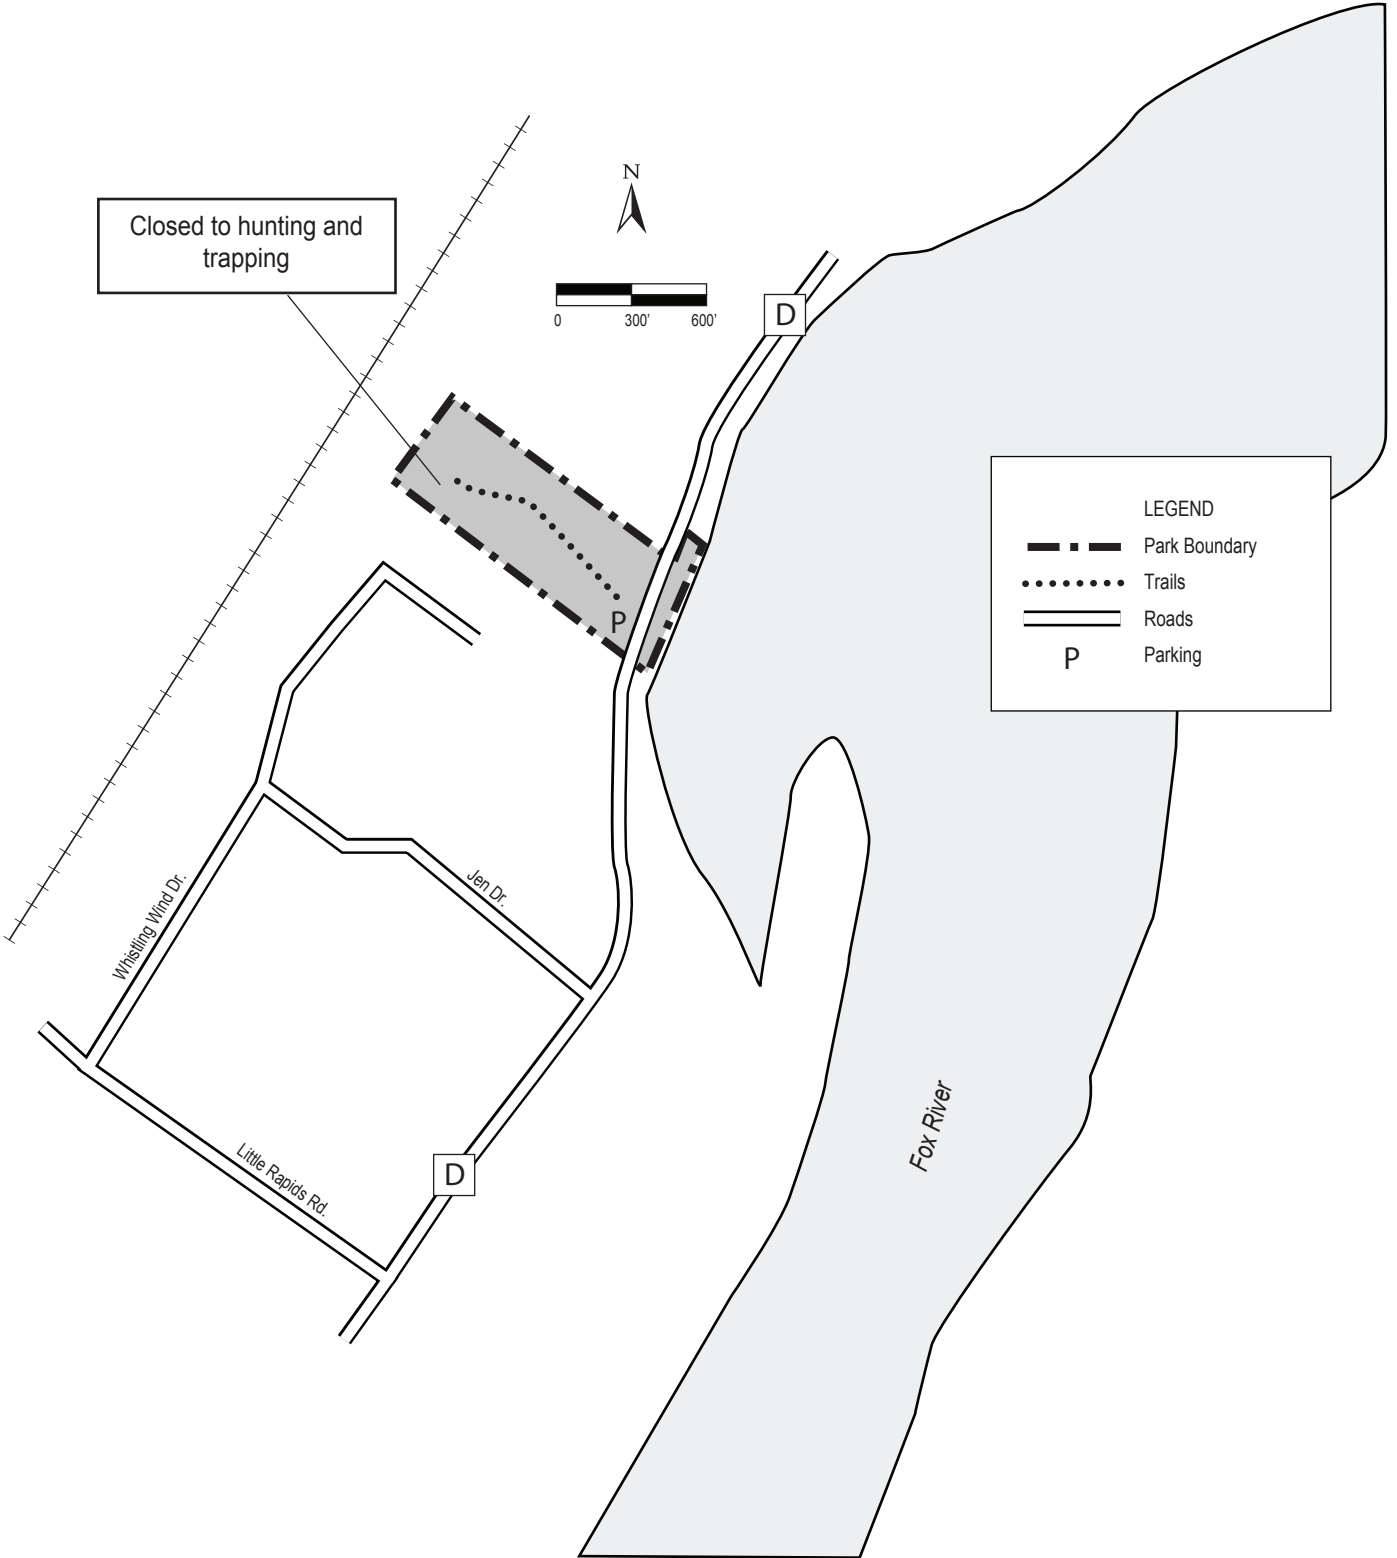 N
Closed to hunting and
trapping
0 300' 600'
D
LEGEND
Park Boundary
Trails
Roads
P Parking
P
Jen Dr.
Whistling Wind Dr.
Fox River
Little Rapids Rd.
D